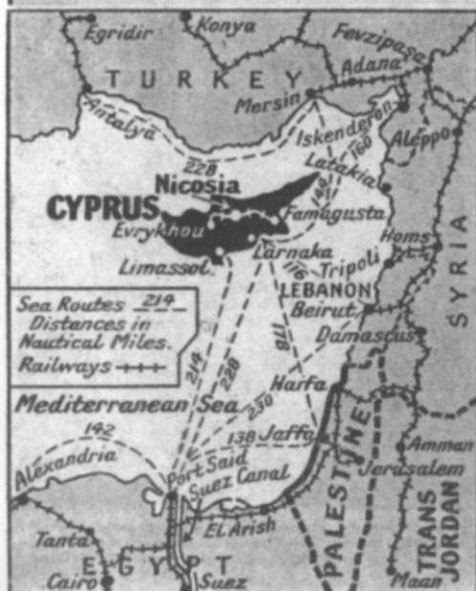 Egridir
Konya
Fevzipaşa
TURKEY
Adana
Mersin
Antalya
Iskenderon
Aleppo
228
160
Latakia
Nicosia
CYPRUS
Famagusta
Evrykhou
Larnaka
Homs
116
Tripoli
Limassol
LEBANON
SYRIA
Beirut
Sea Routes 214
Distances in
Nautical Miles.
Railways
Damascus
178
214
228
230
Harfa
Mediterranean Sea
142
138
Jaffa
Alexandria
Port Said
Suez Canal
Amman
Jerusalem
PALESTINE
TRANS
JORDAN
El Arish
Tanta
EGYPT
Cairo
Suez
Maan